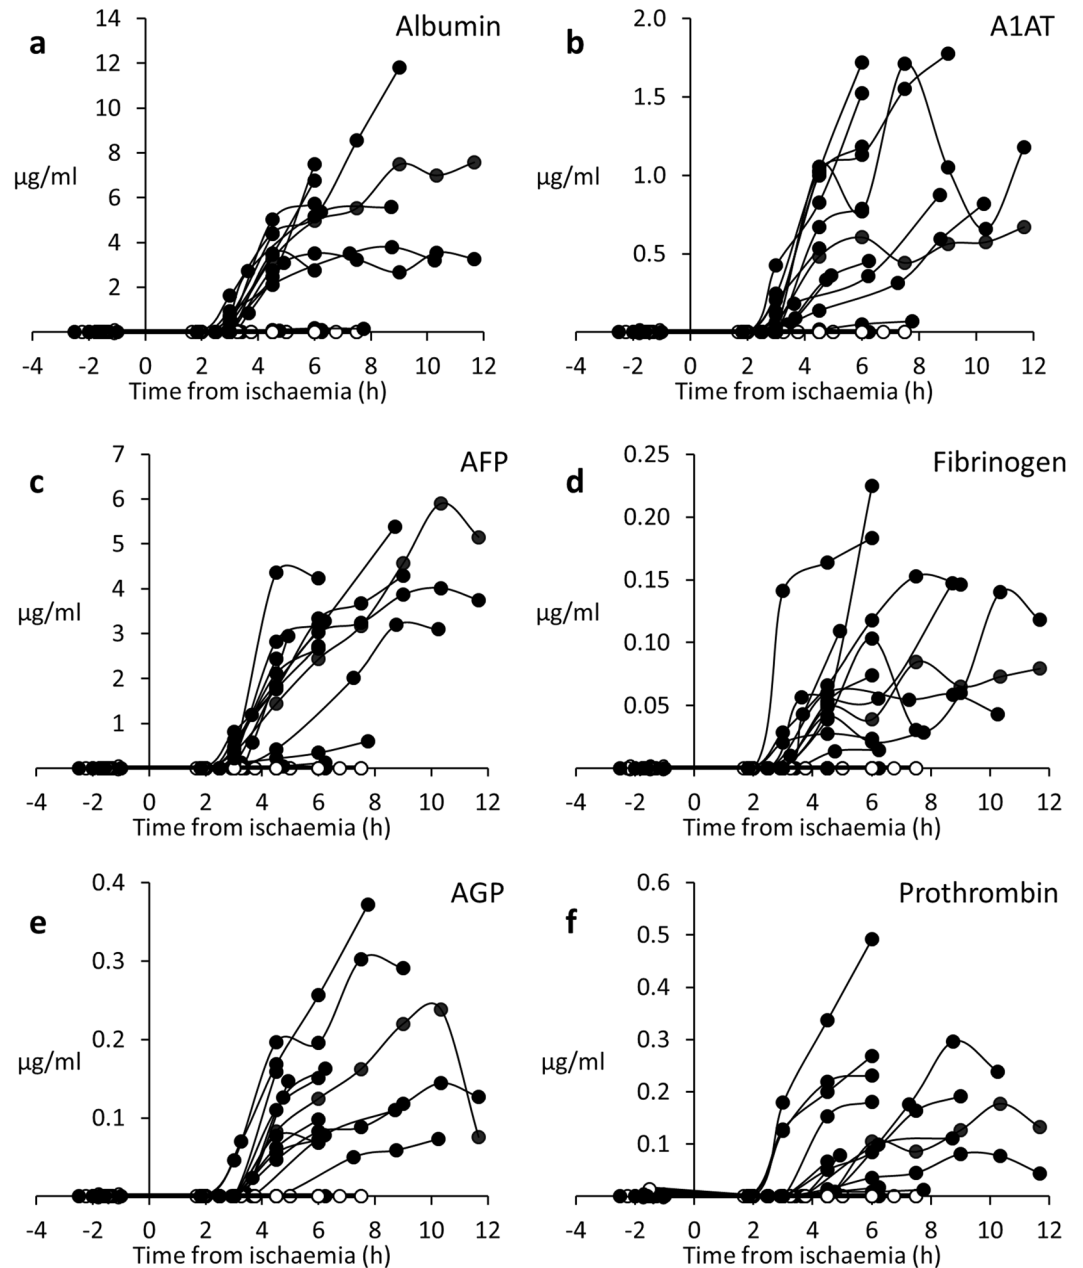 a
Albumin
14
12
10
8
6
4
2
µg/ml
-4 -2 0 2 4 6 8 10 12
Time from ischaemia (h)
b
A1AT
2.0
1.5
1.0
0.5
µg/ml
-4 -2 0 2 4 6 8 10 12
Time from ischaemia (h)
c
AFP
7
6
5
4
3
2
1
µg/ml
-4 -2 0 2 4 6 8 10 12
Time from ischaemia (h)
d
Fibrinogen
0.25
0.20
0.15
0.10
0.05
µg/ml
-4 -2 0 2 4 6 8 10 12
Time from ischaemia (h)
e
AGP
0.4
0.3
0.2
0.1
µg/ml
-4 -2 0 2 4 6 8 10 12
Time from ischaemia (h)
f
Prothrombin
0.6
0.5
0.4
0.3
0.2
0.1
µg/ml
-4 -2 0 2 4 6 8 10 12
Time from ischaemia (h)